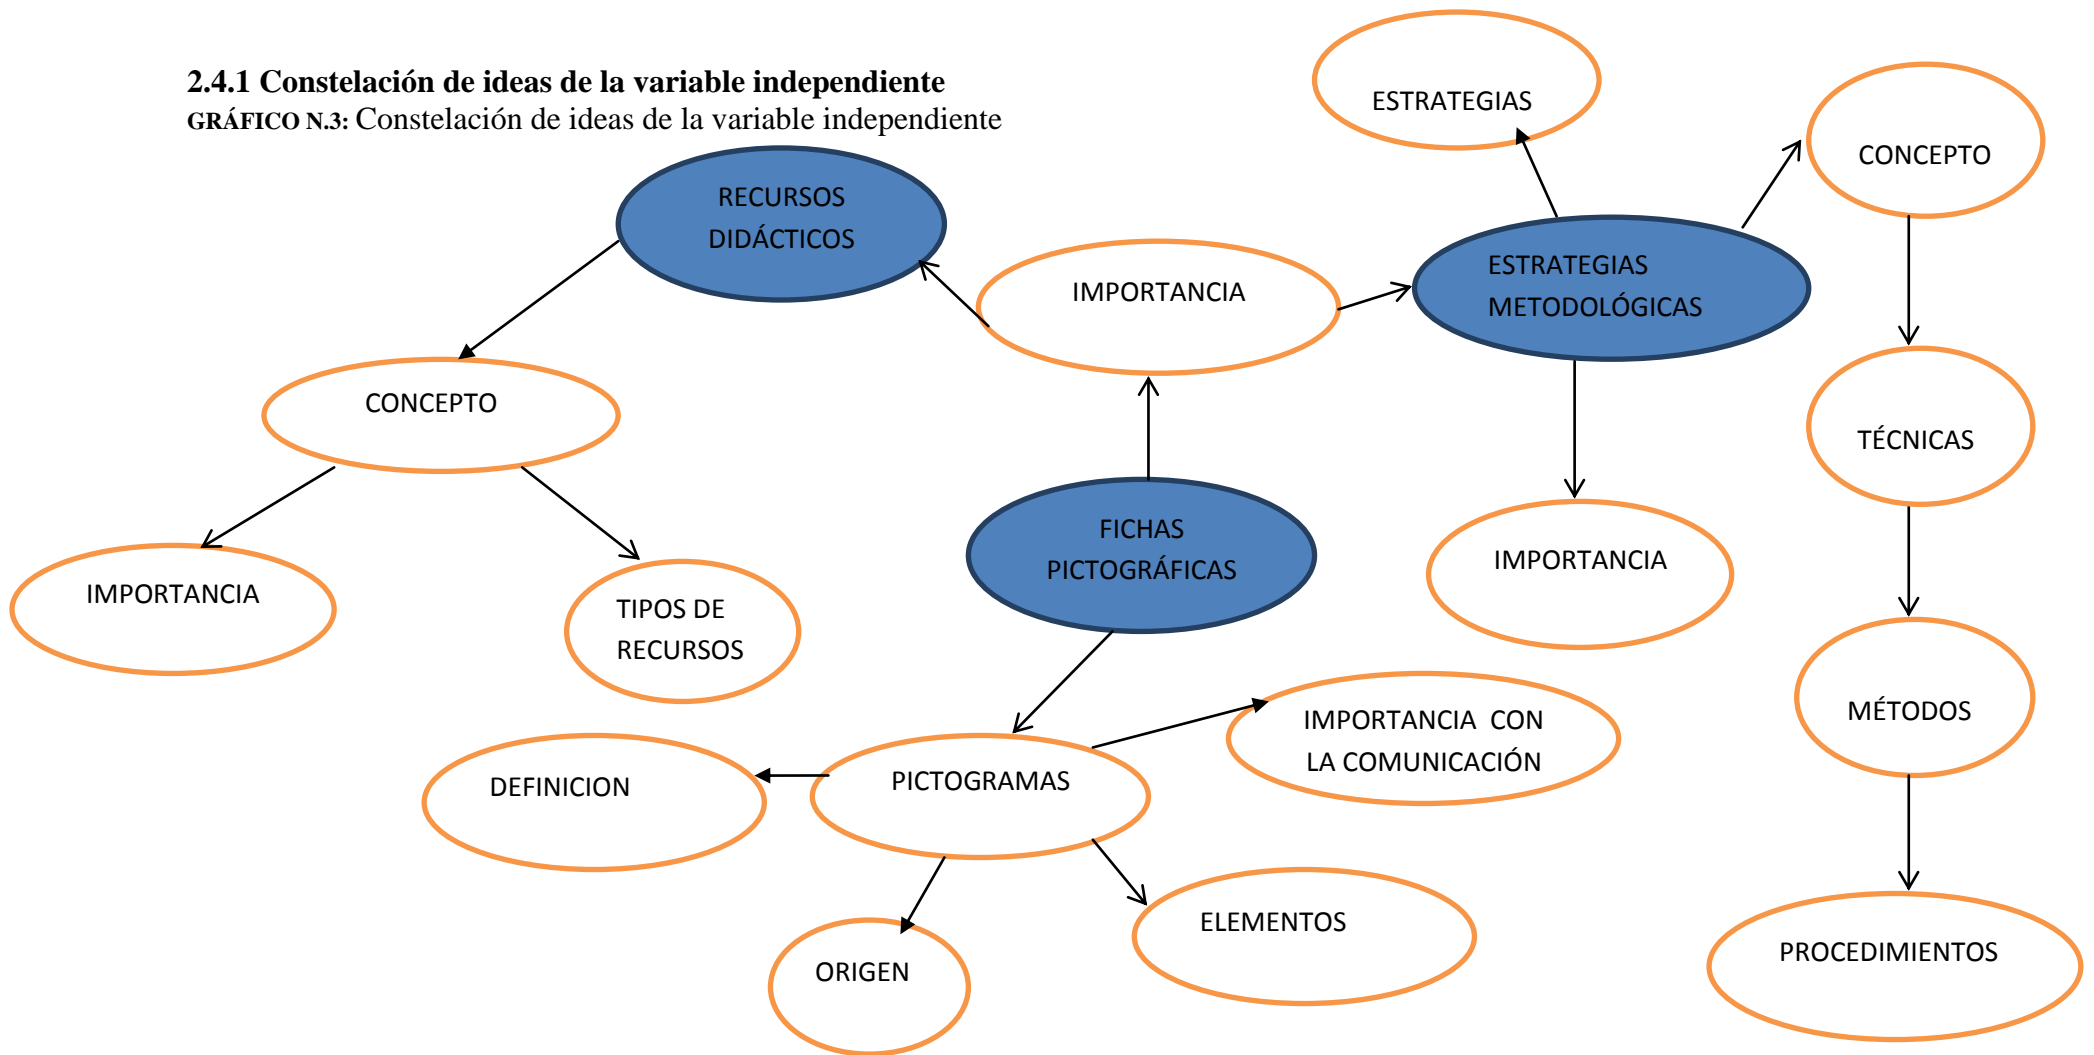 2.4.1 Constelación de ideas de la variable independiente
GRÁFICO N.3: Constelación de ideas de la variable independiente
ESTRATEGIAS
CONCEPTO
RECURSOS
DIDÁCTICOS
IMPORTANCIA
ESTRATEGIAS
METODOLÓGICAS
CONCEPTO
TÉCNICAS
FICHAS
PICTOGRÁFICAS
IMPORTANCIA
IMPORTANCIA
TIPOS DE
RECURSOS
MÉTODOS
IMPORTANCIA CON
LA COMUNICACIÓN
DEFINICION
PICTOGRAMAS
ELEMENTOS
ORIGEN
PROCEDIMIENTOS